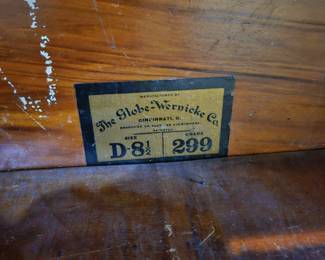 MANUFACTURED BY
The Globe-Wernicke Co.
CINCINNATI, O.
SIZE GRADE
D-8½ 299